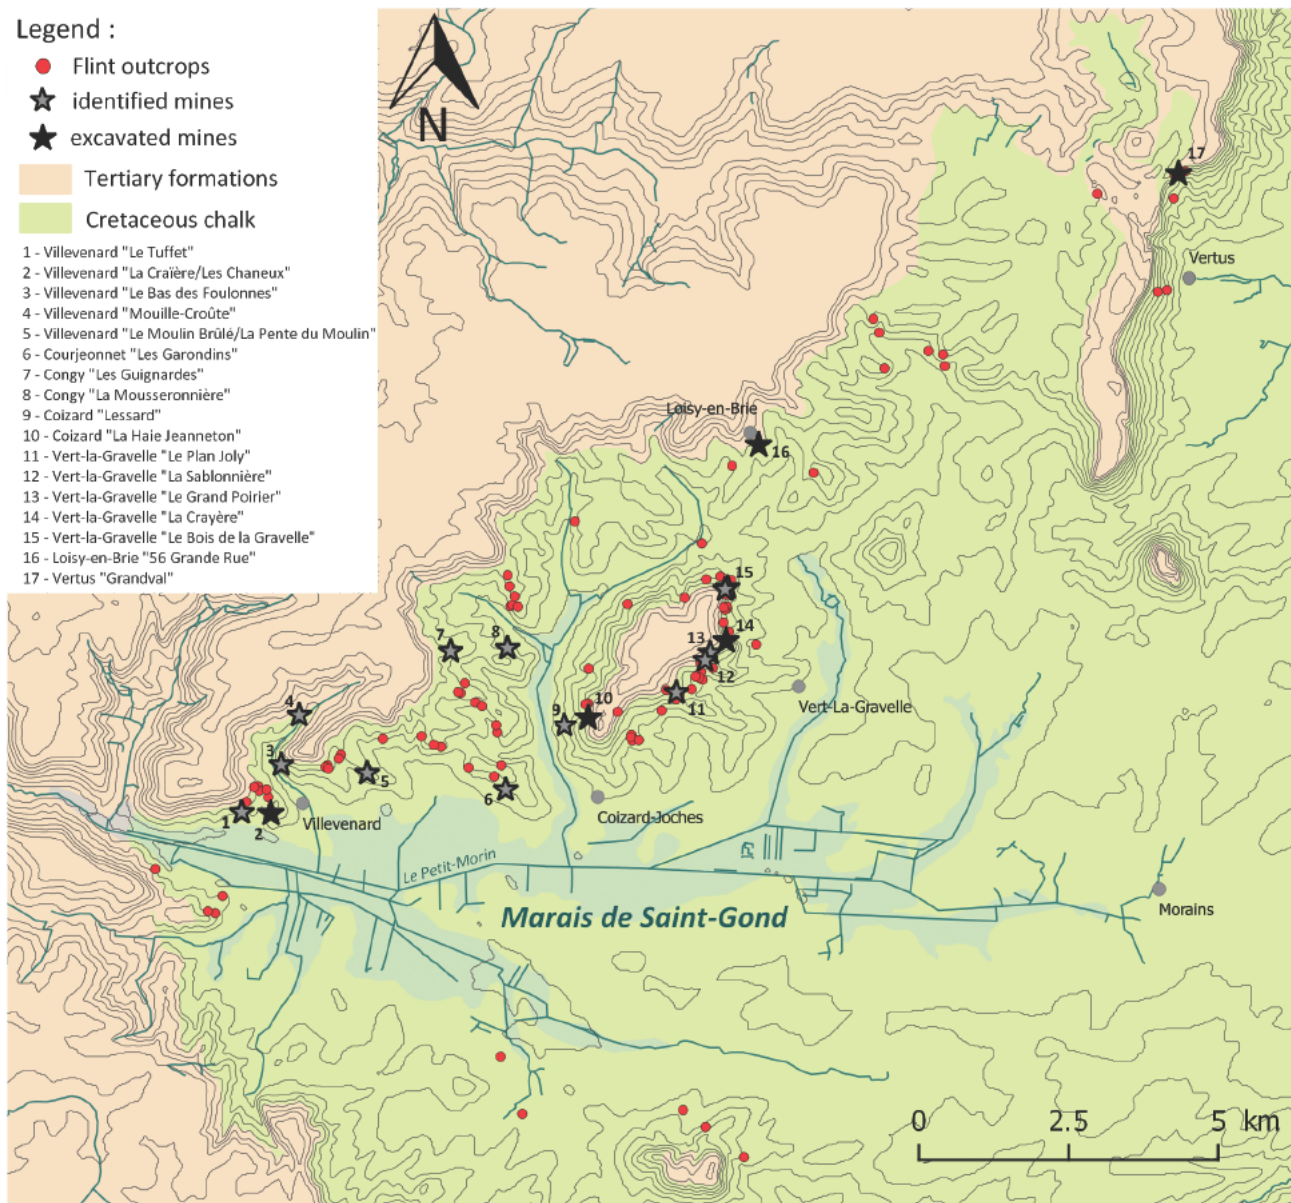 Legend :
Flint outcrops
identified mines
excavated mines
Tertiary formations
Cretaceous chalk
1 - Villevenard "Le Tuffet"
2 - Villevenard "La Craïère/Les Chaneux"
3 - Villevenard "Le Bas des Foulonnes"
4 - Villevenard "Mouille-Croûte"
5 - Villevenard "Le Moulin Brûlé/La Pente du Moulin"
6 - Courjeonnet "Les Garondins"
7 - Congy "Les Guignardes"
8 - Congy "La Mousseronnière"
9 - Coizard "Lessard"
10 - Coizard "La Haie Jeanneton"
11 - Vert-la-Gravelle "Le Plan Joly"
12 - Vert-la-Gravelle "La Sablonnière"
13 - Vert-la-Gravelle "Le Grand Poirier"
14 - Vert-la-Gravelle "La Crayère"
15 - Vert-la-Gravelle "Le Bois de la Gravelle"
16 - Loisy-en-Brie "56 Grande Rue"
17 - Vertus "Grandval"
N
17
Vertus
Loisy-en-Brie
16
15
14
13
12
11
10
9
8
7
Vert-La-Gravelle
4
3
5
6
1
2
Villevenard
Coizard-Joches
Le Petit-Morin
Marais de Saint-Gond
Morains
0 2.5 5 km